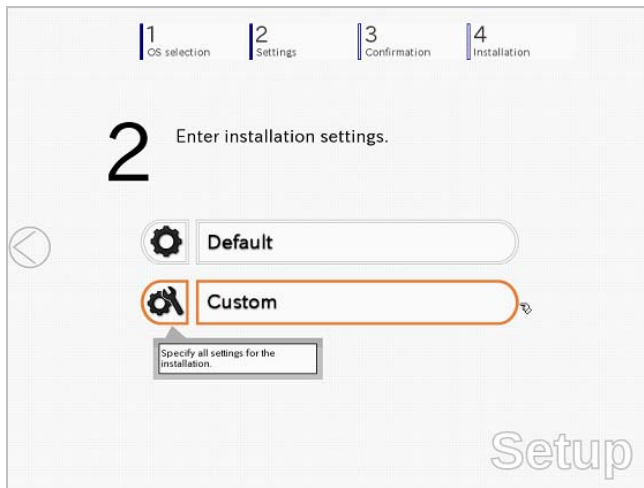 1 2 3 4
OS selection Settings Confirmation Installation
2 Enter installation settings.
Default
Custom
Specify all settings for the
installation.
Setup